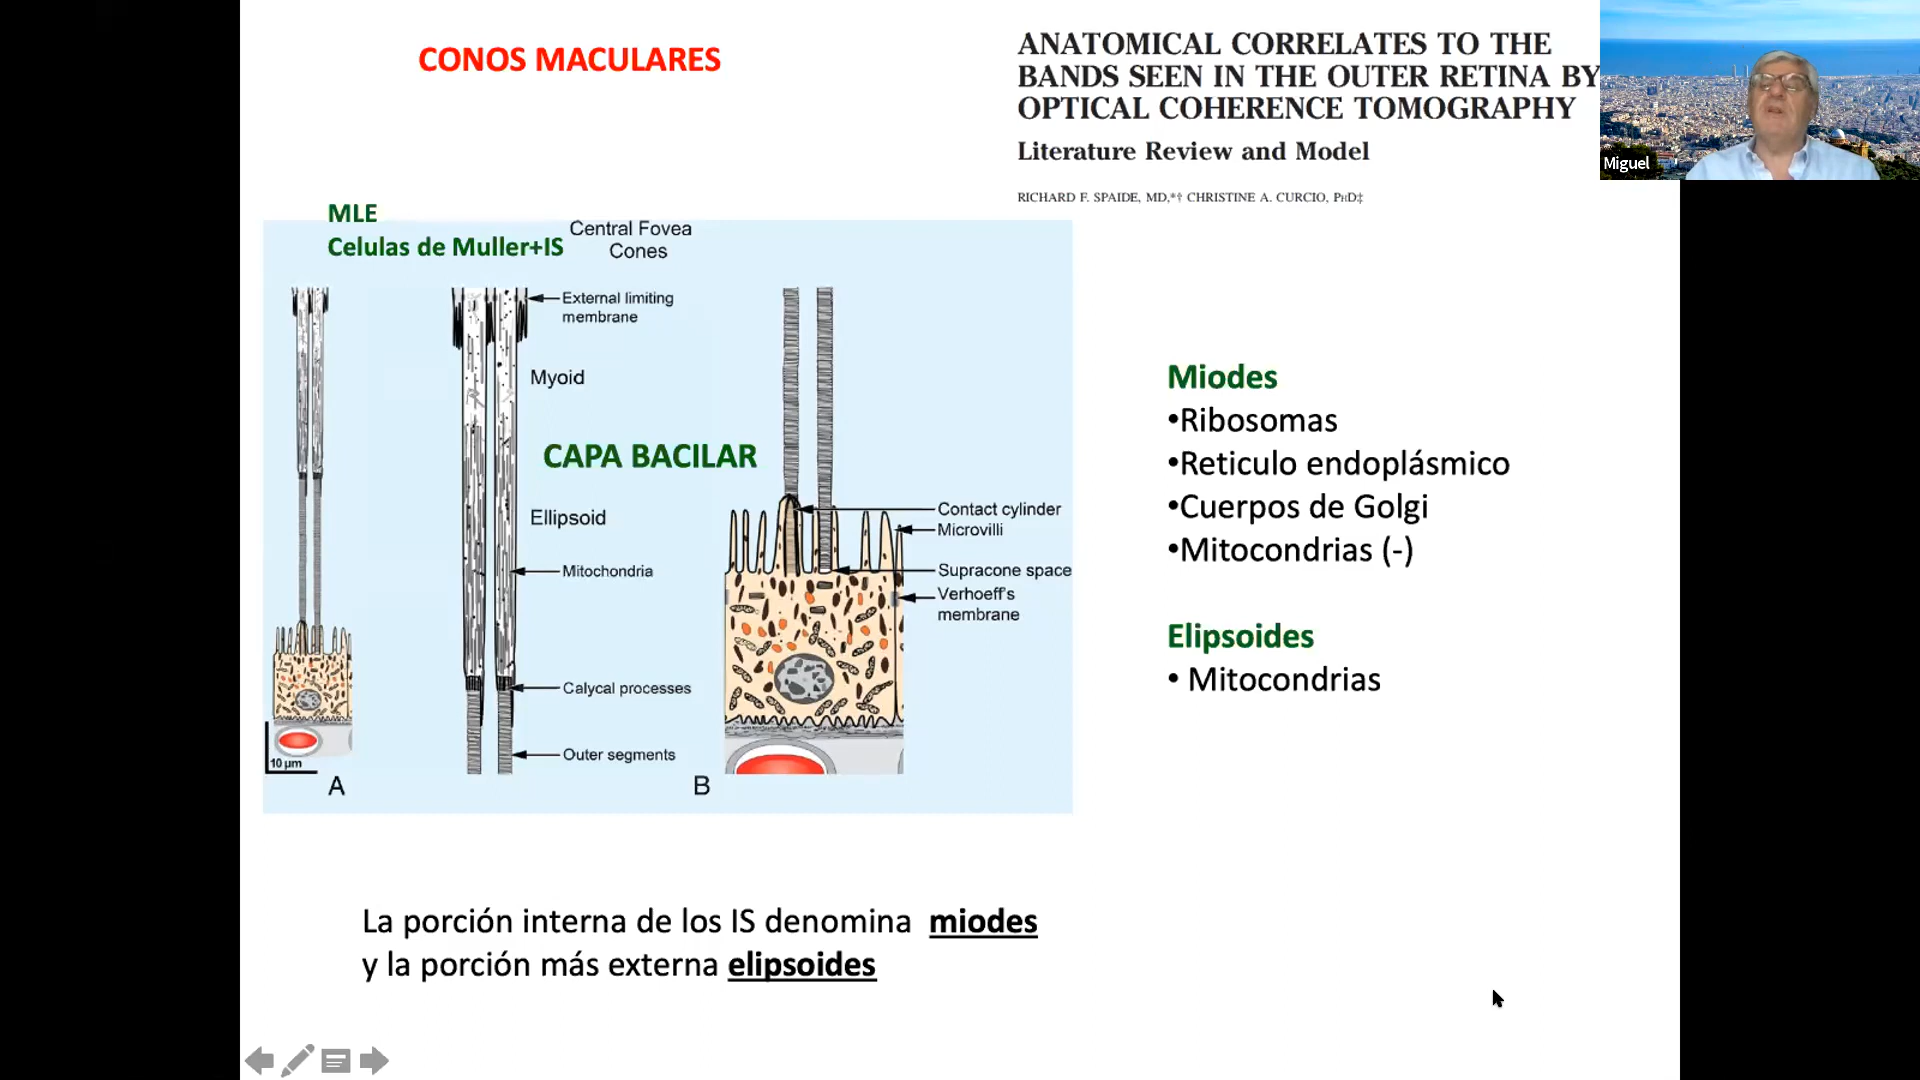 CONOS MACULARES
ANATOMICAL CORRELATES TO THE
BANDS SEEN IN THE OUTER RETINA BY
OPTICAL COHERENCE TOMOGRAPHY
Literature Review and Model
RICHARD F. SPAIDE, MD,*† CHRISTINE A. CURCIO, PHD‡
Miguel
MLE
Celulas de Muller+IS
Central Fovea
Cones
External limiting
membrane
Myoid
CAPA BACILAR
Ellipsoid
Mitochondria
Calycal processes
Outer segments
Contact cylinder
Microvilli
Supracone space
Verhoeff's
membrane
10 µm
A
B
Miodes
•Ribosomas
•Reticulo endoplásmico
•Cuerpos de Golgi
•Mitocondrias (-)
Elipsoides
• Mitocondrias
La porción interna de los IS denomina miodes
y la porción más externa elipsoides